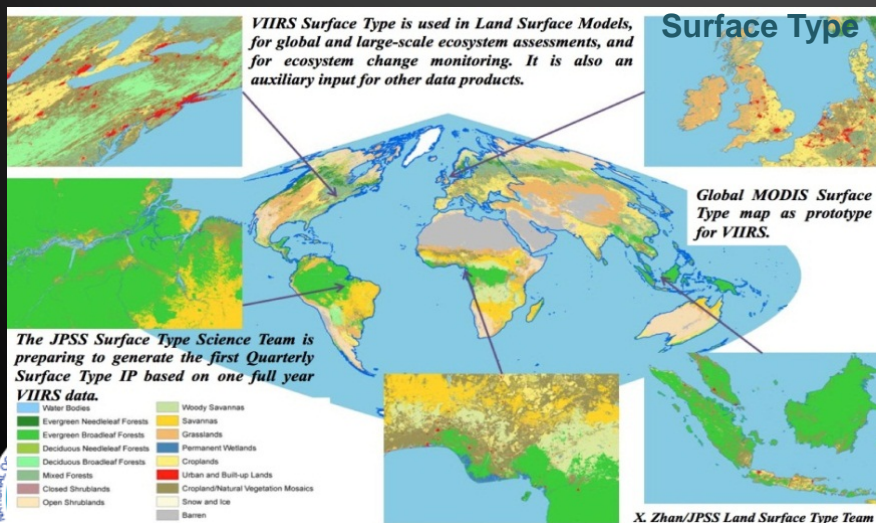 Surface Type
VIIRS Surface Type is used in Land Surface Models,
for global and large-scale ecosystem assessments, and
for ecosystem change monitoring. It is also an
auxiliary input for other data products.
Global MODIS Surface
Type map as prototype
for VIIRS.
The JPSS Surface Type Science Team is
preparing to generate the first Quarterly
Surface Type IP based on one full year
VIIRS data.
Water Bodies
Evergreen Needleleaf Forests
Evergreen Broadleaf Forests
Deciduous Needleleaf Forests
Deciduous Broadleaf Forests
Mixed Forests
Closed Shrublands
Open Shrublands
Woody Savannas
Savannas
Grasslands
Permanent Wetlands
Croplands
Urban and Built-up Lands
Cropland/Natural Vegetation Mosaics
Snow and Ice
Barren
X. Zhan/JPSS Land Surface Type Team